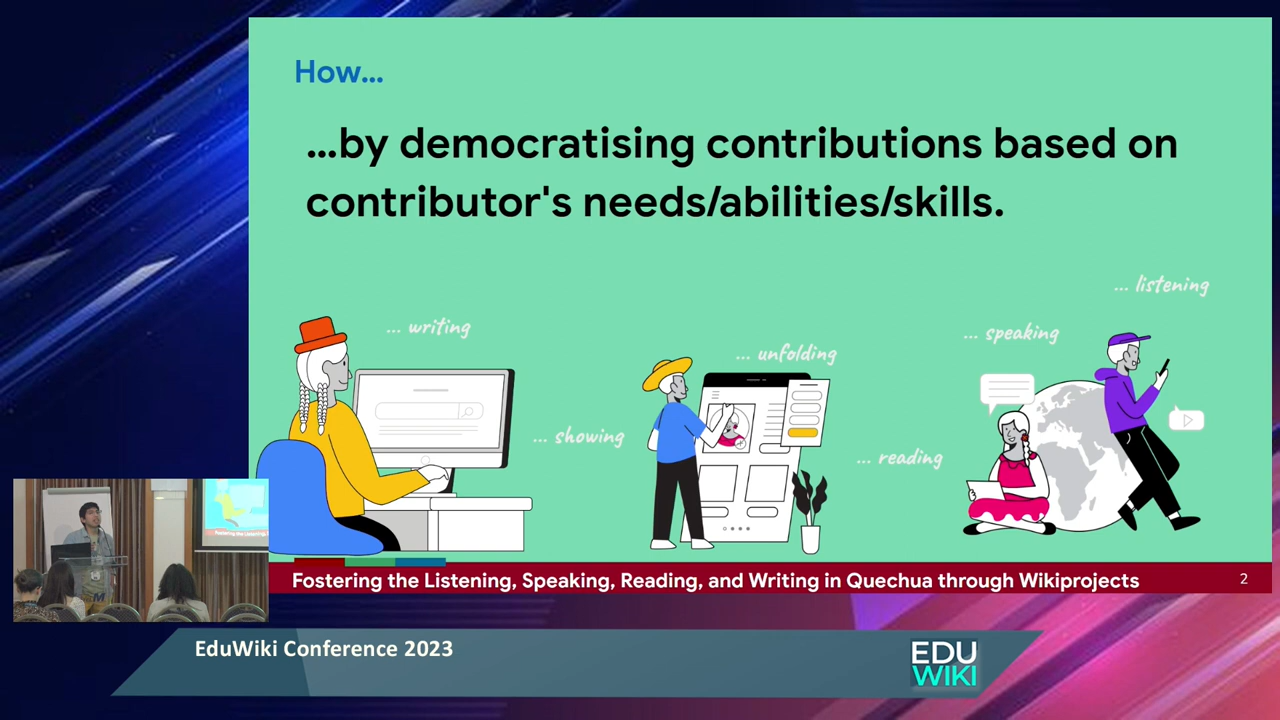 How...
...by democratising contributions based on
contributor's needs/abilities/skills.
... listening
... writing
... speaking
... unfolding
... showing
... reading
Fostering the Listening, Speaking, Reading, and Writing in Quechua through Wikiprojects
2
EduWiki Conference 2023
EDU
WIKI